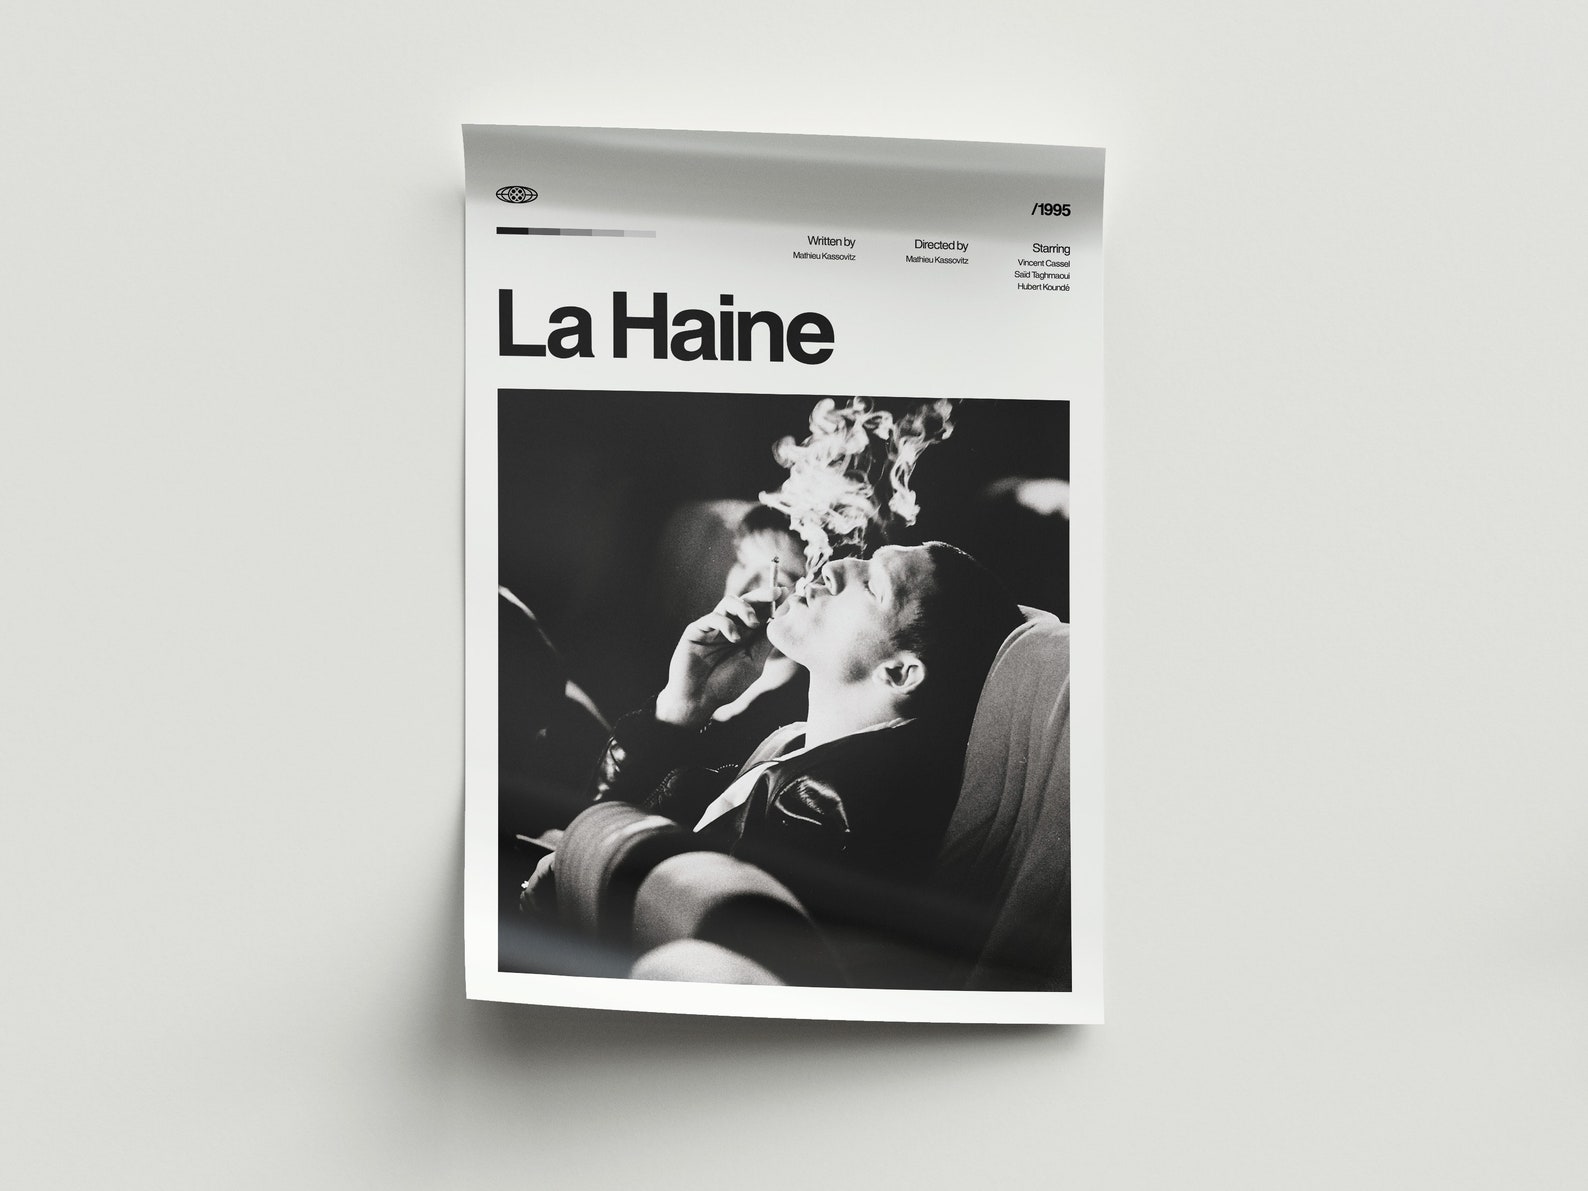 /1995
Written by
Mathieu Kassovitz
Directed by
Mathieu Kassovitz
Starring
Vincent Cassel
Saïd Taghmaoui
Hubert Koundé
La Haine